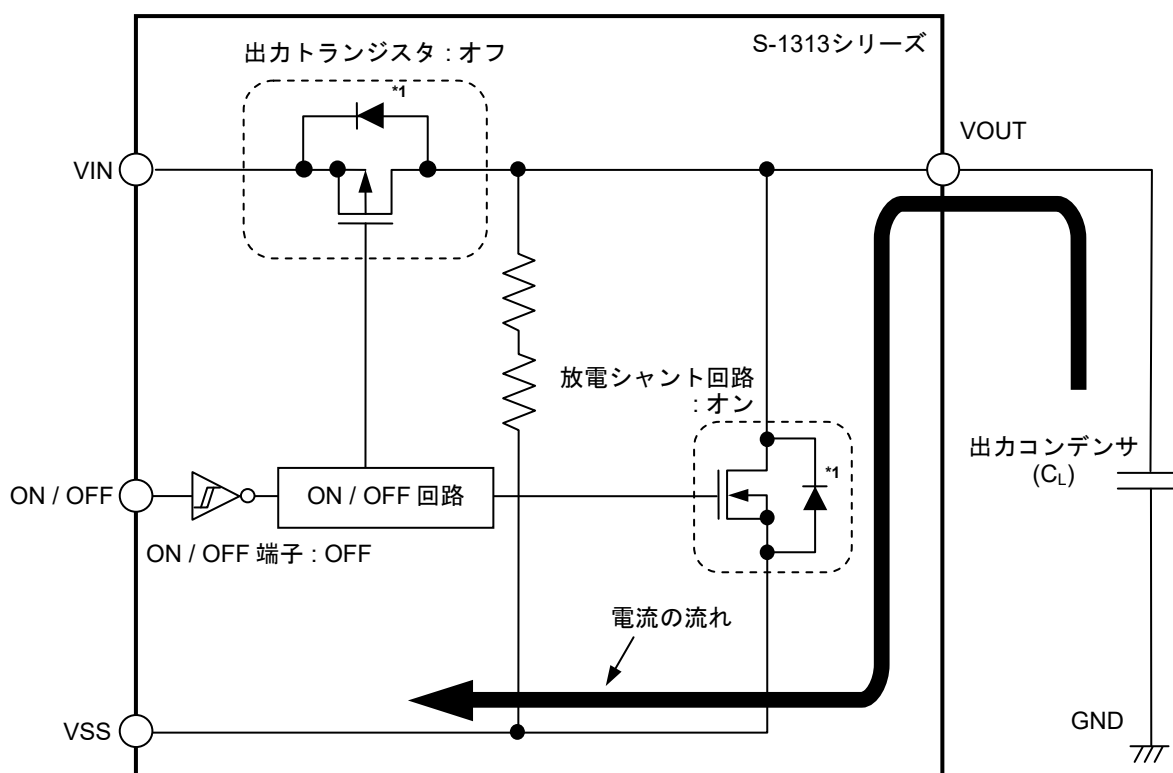 S-1313シリーズ
出力トランジスタ : オフ
*1
VOUT
VIN
放電シャント回路
: オン
*1
出力コンデンサ
(CL)
ON / OFF
ON / OFF 回路
ON / OFF 端子 : OFF
電流の流れ
GND
VSS